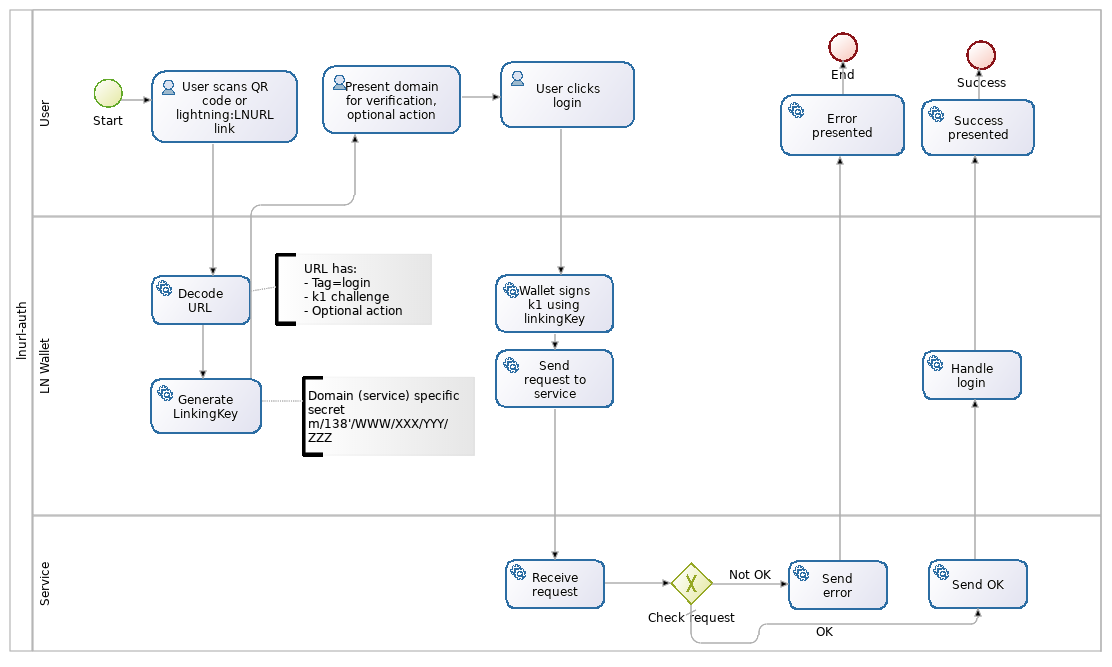 lnurl-auth
User
Start
User scans QR
code or
lightning:LNURL
link
Present domain
for verification,
optional action
User clicks
login
End
Error
presented
Success
Success
presented
LN Wallet
Decode
URL
URL has:
- Tag=login
- k1 challenge
- Optional action
Generate
LinkingKey
Domain (service) specific
secret
m/138'/WWW/XXX/YYY/
ZZZ
Wallet signs
k1 using
linkingKey
Send
request to
service
Handle
login
Service
Receive
request
Check request
Not OK
Send
error
OK
Send OK